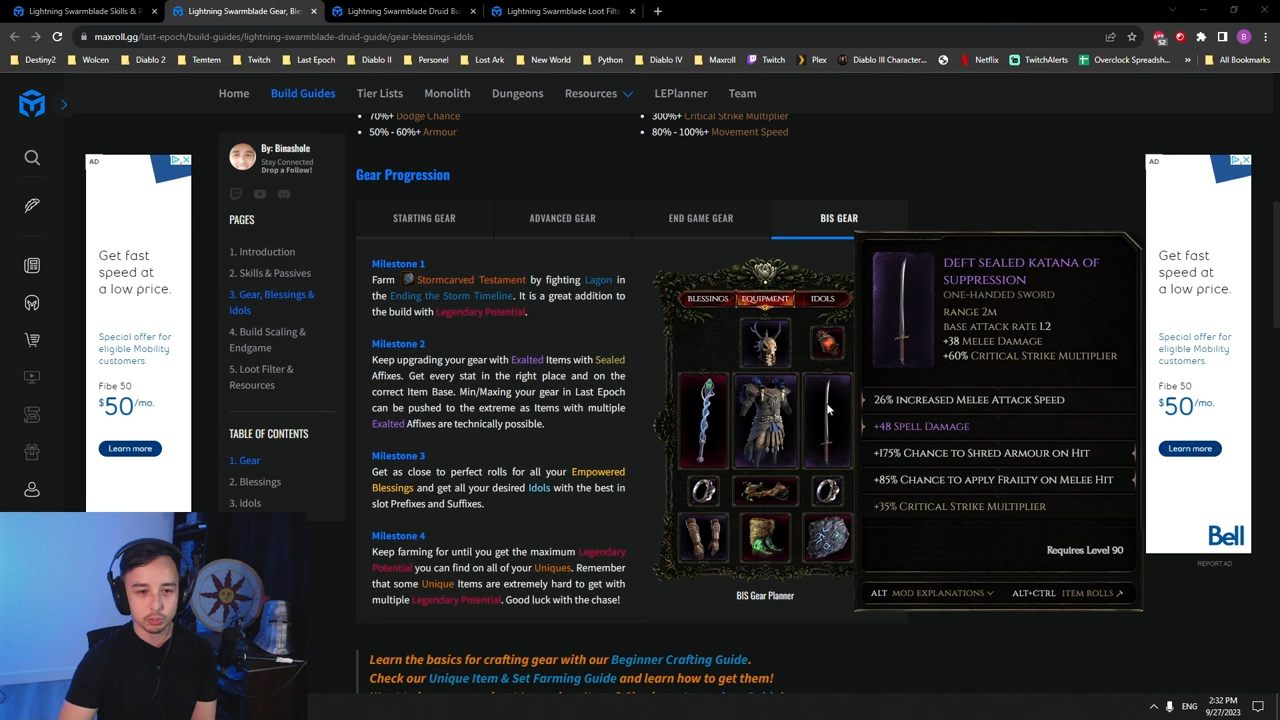 Lightning Swarmblade Skills & P
Lightning Swarmblade Gear, Ble
Lightning Swarmblade Druid Bu
Lightning Swarmblade Loot Filte
maxroll.gg/last-epoch/build-guides/lightning-swarmblade-druid-guide/gear-blessings-idols
52
B
Destiny2 Wolcen Diablo 2 Temtem Twitch Last Epoch Diablo II Personel Lost Ark New World Python Diablo IV Maxroll Twitch Plex Diablo III Character... Netflix TwitchAlerts Overclock Spreadsh... » All Bookmarks
Home Build Guides Tier Lists Monolith Dungeons Resources LEPlanner Team
70%+ Dodge Chance
50% - 60%+ Armour
300%+ Critical Strike Multiplier
80% - 100%+ Movement Speed
By: Binashole
Stay Connected
Drop a Follow!
PAGES
1. Introduction
2. Skills & Passives
3. Gear, Blessings &
Idols
4. Build Scaling &
Endgame
5. Loot Filter &
Resources
TABLE OF CONTENTS
1. Gear
2. Blessings
3. Idols
AD
Get fast
speed at
a low price.
Special offer for
eligible Mobility
customers.
Fibe 50
$50/mo.
Learn more
Gear Progression
STARTING GEAR ADVANCED GEAR END GAME GEAR BIS GEAR
Milestone 1
Farm Stormcarved Testament by fighting Lagon in
the Ending the Storm Timeline. It is a great addition to
the build with Legendary Potential.
Milestone 2
Keep upgrading your gear with Exalted Items with Sealed
Affixes. Get every stat in the right place and on the
correct Item Base. Min/Maxing your gear in Last Epoch
can be pushed to the extreme as Items with multiple
Exalted Affixes are technically possible.
Milestone 3
Get as close to perfect rolls for all your Empowered
Blessings and get all your desired Idols with the best in
slot Prefixes and Suffixes.
Milestone 4
Keep farming for until you get the maximum Legendary
Potential you can find on all of your Uniques. Remember
that some Unique Items are extremely hard to get with
multiple Legendary Potential. Good luck with the chase!
BLESSINGS EQUIPMENT IDOLS
BIS Gear Planner
DEFT SEALED KATANA OF
SUPPRESSION
ONE-HANDED SWORD
RANGE 2M
BASE ATTACK RATE 1.2
+38 MELEE DAMAGE
+60% CRITICAL STRIKE MULTIPLIER
26% INCREASED MELEE ATTACK SPEED
+48 SPELL DAMAGE
+175% CHANCE TO SHRED ARMOUR ON HIT
+85% CHANCE TO APPLY FRAILTY ON MELEE HIT
+35% CRITICAL STRIKE MULTIPLIER
Requires Level 90
ALT MOD EXPLANATIONS ALT+CTRL ITEM ROLLS
AD
Get fast
speed at
a low price.
Special offer for
eligible Mobility
customers.
Fibe 50
$50/mo.
Learn more
Bell
REPORT AD
Learn the basics for crafting gear with our Beginner Crafting Guide.
Check our Unique Item & Set Farming Guide and learn how to get them!
ENG
2:32 PM
9/27/2023